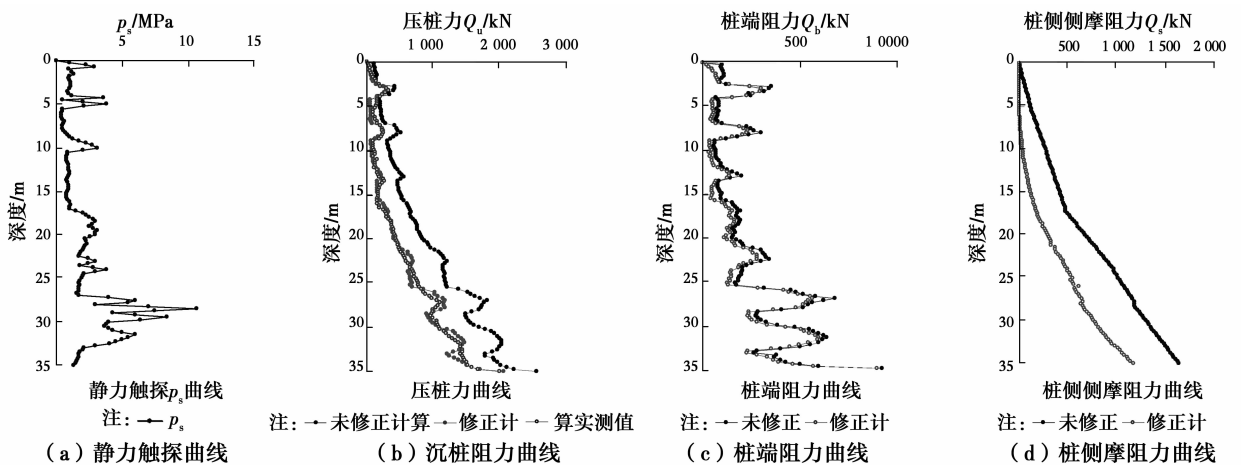 pₛ/MPa
5 10 15
0
5
10
15
20
25
30
35
深度/m
静力触探pₛ曲线
注: pₛ
(a)静力触探曲线
压桩力Qᵤ/kN
1 000 2 000 3 000
0
5
10
15
20
25
30
35
深度/m
压桩力曲线
注: 未修正计算 修正计 算实测值
(b)沉桩阻力曲线
桩端阻力Q_b/kN
500 1 0000
0
5
10
15
20
25
30
35
深度/m
桩端阻力曲线
注: 未修正 修正计
(c)桩端阻力曲线
桩侧侧摩阻力Qₛ/kN
500 1 000 1 500 2 000
0
5
10
15
20
25
30
35
深度/m
桩侧侧摩阻力曲线
注: 未修正 修正计
(d)桩侧摩阻力曲线